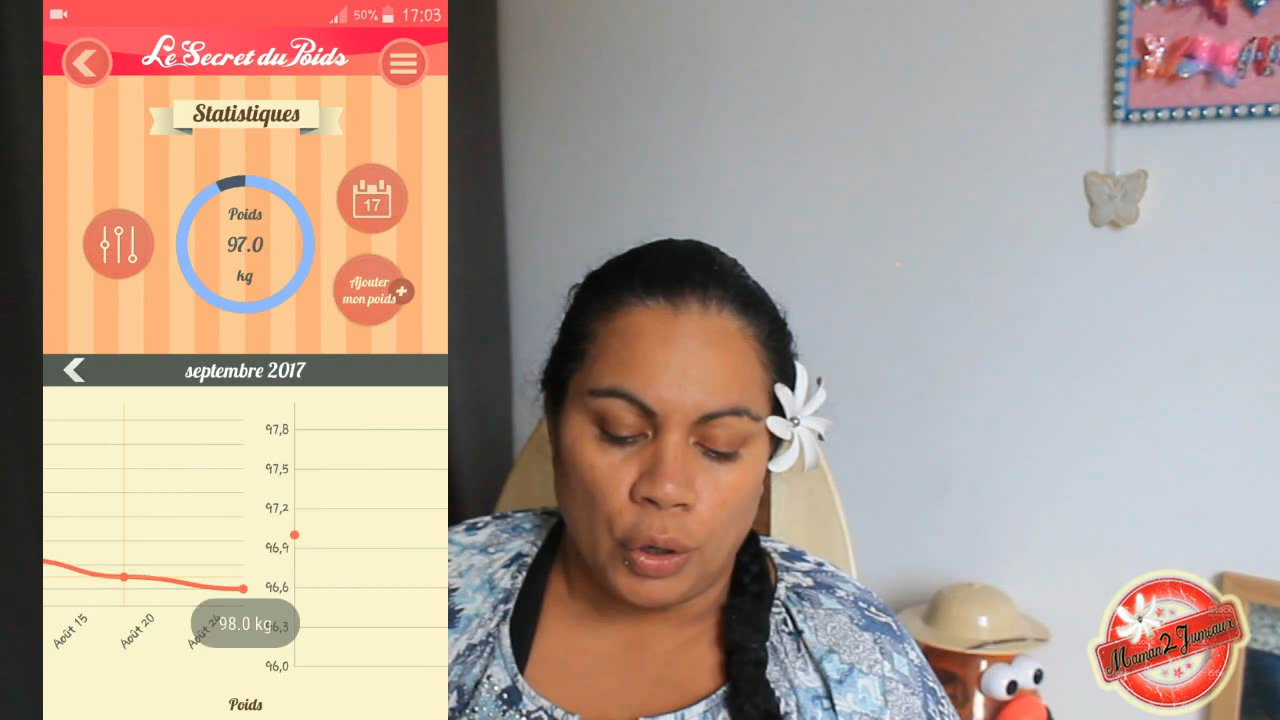 50% 17:03
Le Secret du Poids
Statistiques
Poids
97.0
kg
17
Ajouter
mon poids
+
septembre 2017
97,8
97,5
97,2
96,9
96,6
96,3
96,0
Août 15
Août 20
98.0 kg
Poids
Maman2Jumeaux